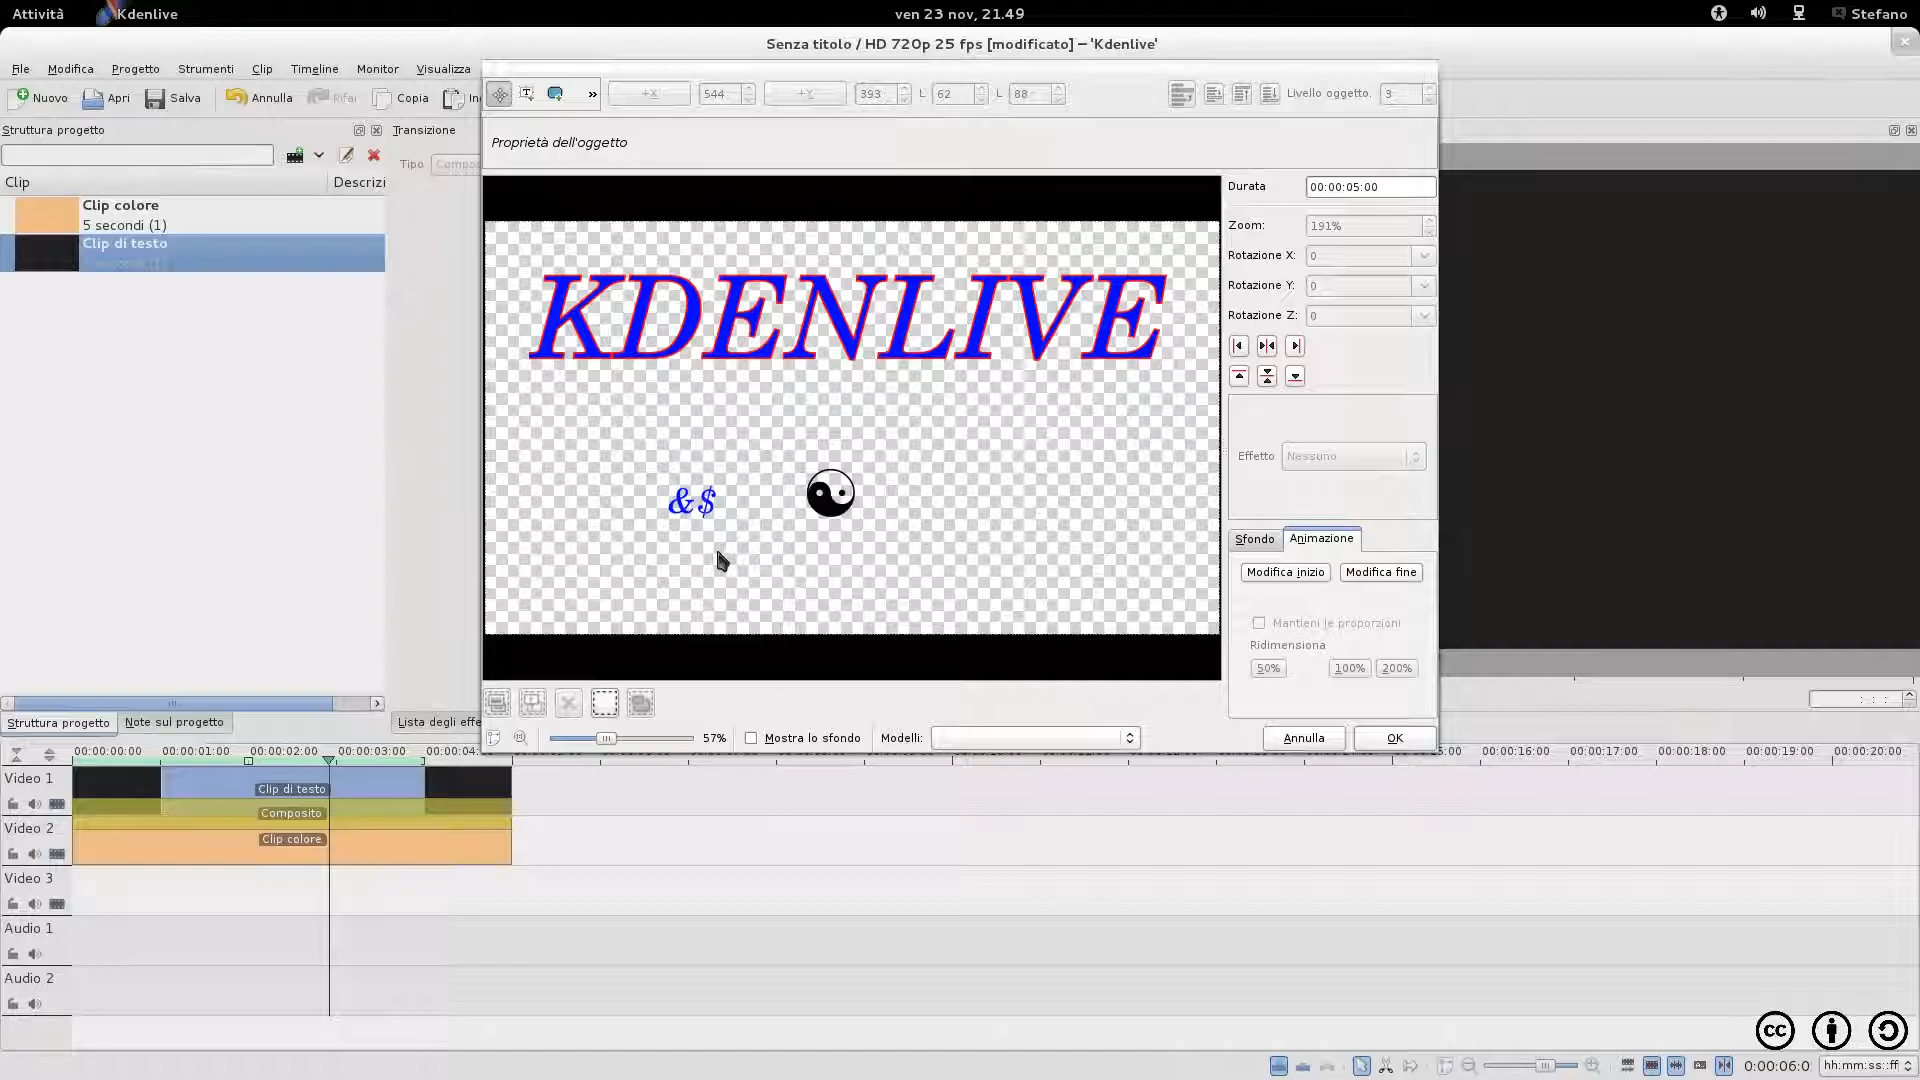 Attività
Kdenlive
ven 23 nov, 21.49
Stefano
Senza titolo / HD 720p 25 fps [modificato] – 'Kdenlive'
File Modifica Progetto Strumenti Clip Timeline Monitor Visualizza
Nuovo Apri Salva Annulla Rifai Copia
+X 544 +Y 393 L 62 L 88 Livello oggetto. 3
Struttura progetto
Transizione
Proprietà dell'oggetto
Tipo
Clip Descrizi
Durata 00:00:05:00
Clip colore
5 secondi (1)
Clip di testo
Zoom: 191%
Rotazione X: 0
Rotazione Y: 0
Rotazione Z: 0
KDENLIVE
&$
Effetto Nessuno
Sfondo Animazione
Modifica inizio Modifica fine
Mantieni le proporzioni
Ridimensiona
50% 100% 200%
Struttura progetto Note sul progetto
Lista degli effe
57% Mostra lo sfondo Modelli:
Annulla OK
00:00:00:00 00:00:01:00 00:00:02:00 00:00:03:00 00:00:04: 00:00:16:00 00:00:17:00 00:00:18:00 00:00:19:00 00:00:20:00
Video 1
Clip di testo
Composito
Video 2
Clip colore
Video 3
Audio 1
Audio 2
cc
0:00:06:0 hh:mm:ss::ff